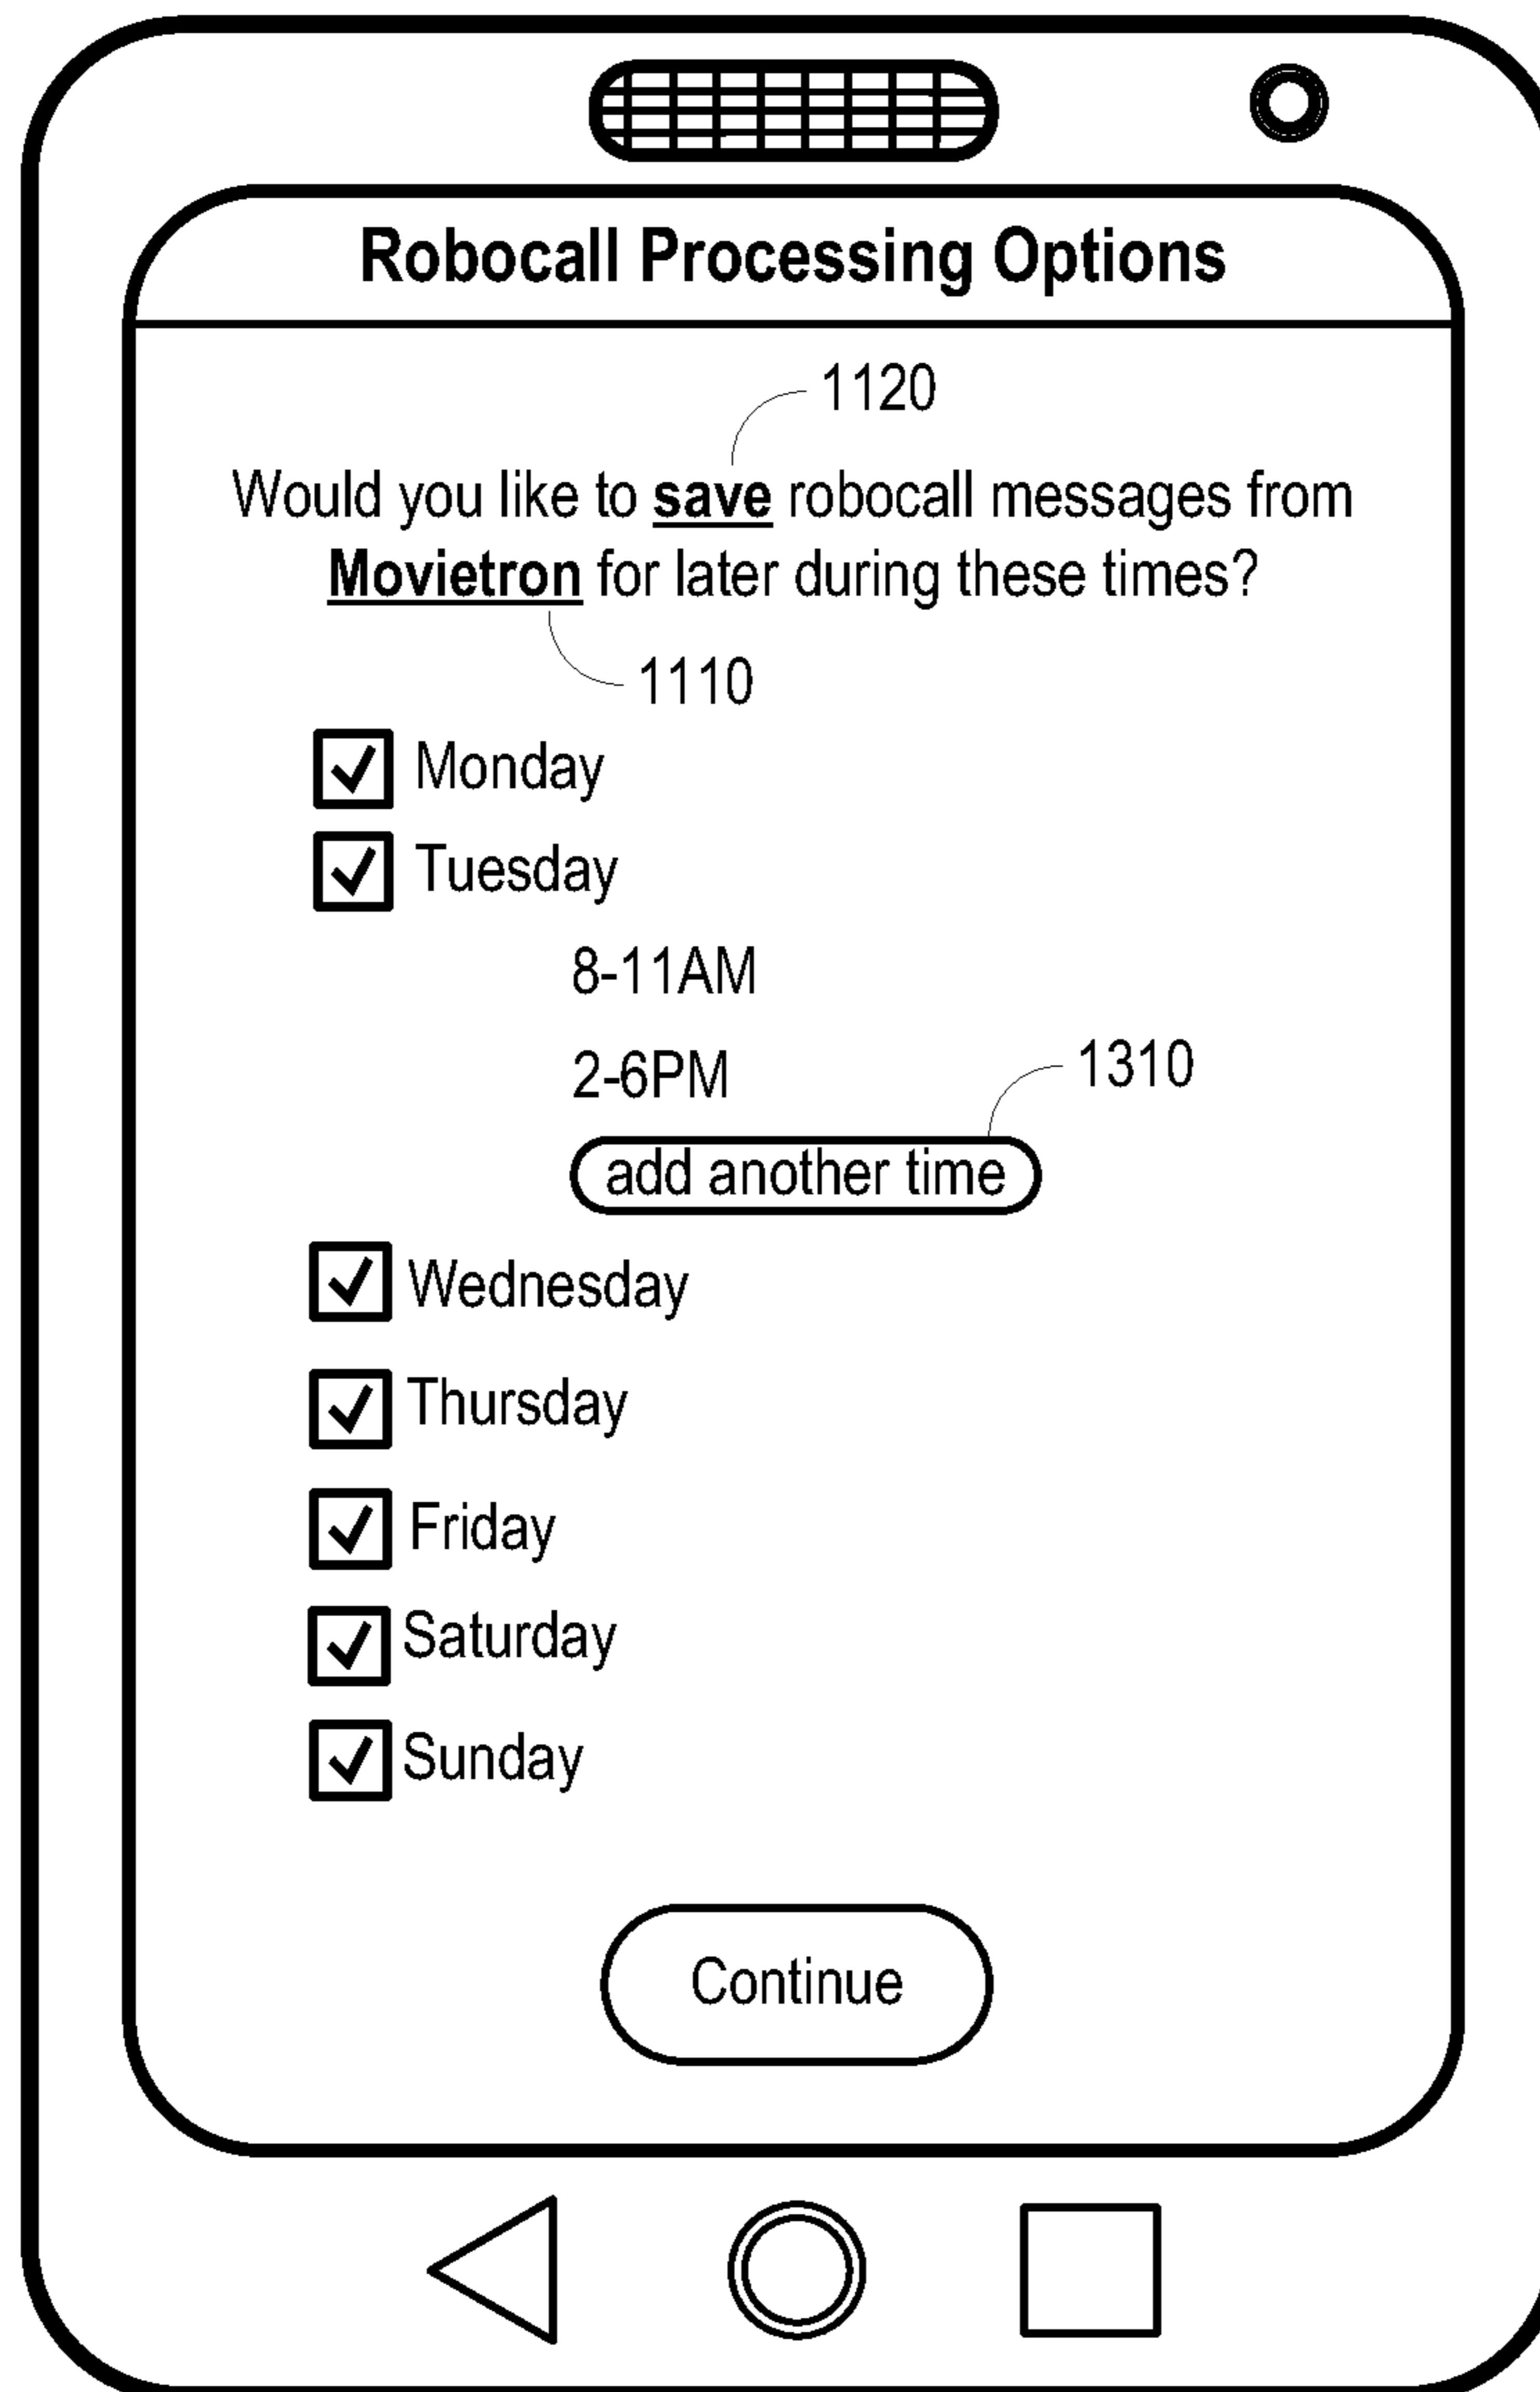 Robocall Processing Options
1120
Would you like to save robocall messages from
Movietron for later during these times?
1110
Monday
Tuesday
8-11AM
2-6PM
1310
add another time
Wednesday
Thursday
Friday
Saturday
Sunday
Continue